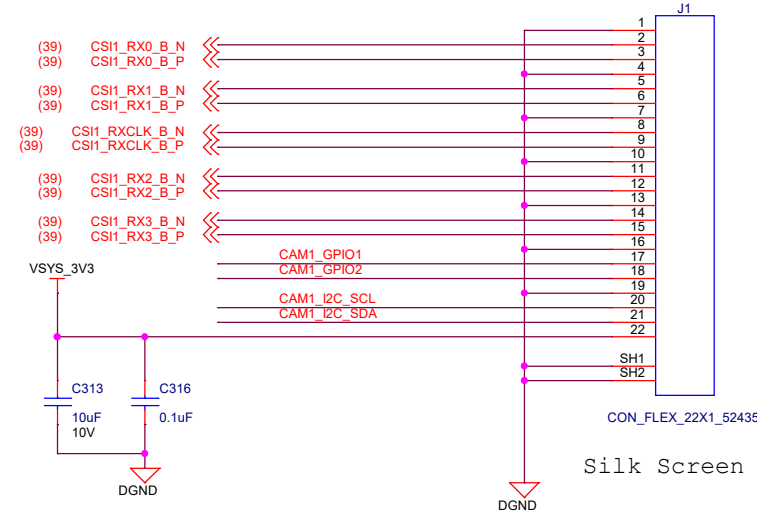 J1
1
(39) CSI1_RX0_B_N 2
(39) CSI1_RX0_B_P 3
4
(39) CSI1_RX1_B_N 5
(39) CSI1_RX1_B_P 6
7
(39) CSI1_RXCLK_B_N 8
(39) CSI1_RXCLK_B_P 9
10
(39) CSI1_RX2_B_N 11
(39) CSI1_RX2_B_P 12
13
(39) CSI1_RX3_B_N 14
(39) CSI1_RX3_B_P 15
16
CAM1_GPIO1 17
VSYS_3V3 CAM1_GPIO2 18
19
CAM1_I2C_SCL 20
CAM1_I2C_SDA 21
22
SH1
SH2
C313 C316
10uF 0.1uF
10V
CON_FLEX_22X1_52435
Silk Screen
DGND
DGND